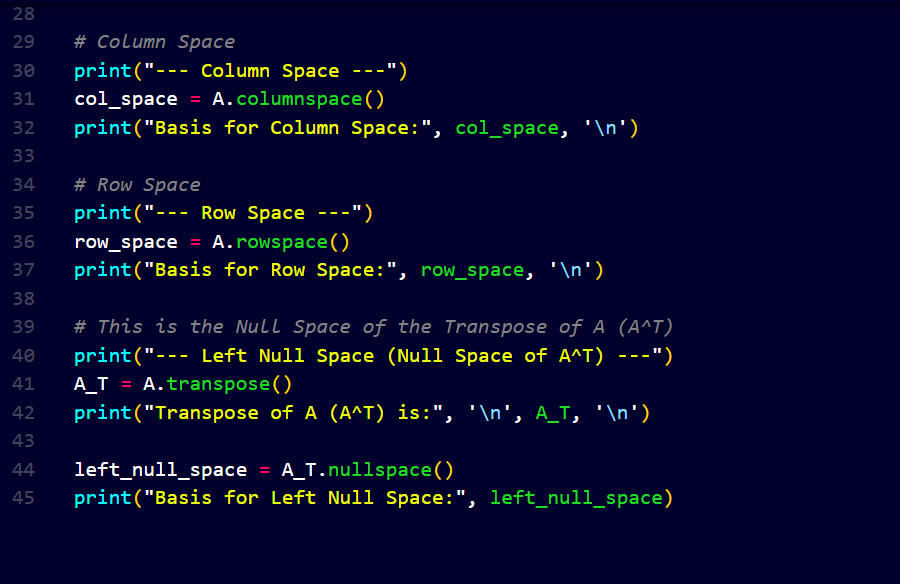 28
29 # Column Space
30 print("--- Column Space ---")
31 col_space = A.columnspace()
32 print("Basis for Column Space:", col_space, '\n')
33
34 # Row Space
35 print("--- Row Space ---")
36 row_space = A.rowspace()
37 print("Basis for Row Space:", row_space, '\n')
38
39 # This is the Null Space of the Transpose of A (A^T)
40 print("--- Left Null Space (Null Space of A^T) ---")
41 A_T = A.transpose()
42 print("Transpose of A (A^T) is:", '\n', A_T, '\n')
43
44 left_null_space = A_T.nullspace()
45 print("Basis for Left Null Space:", left_null_space)